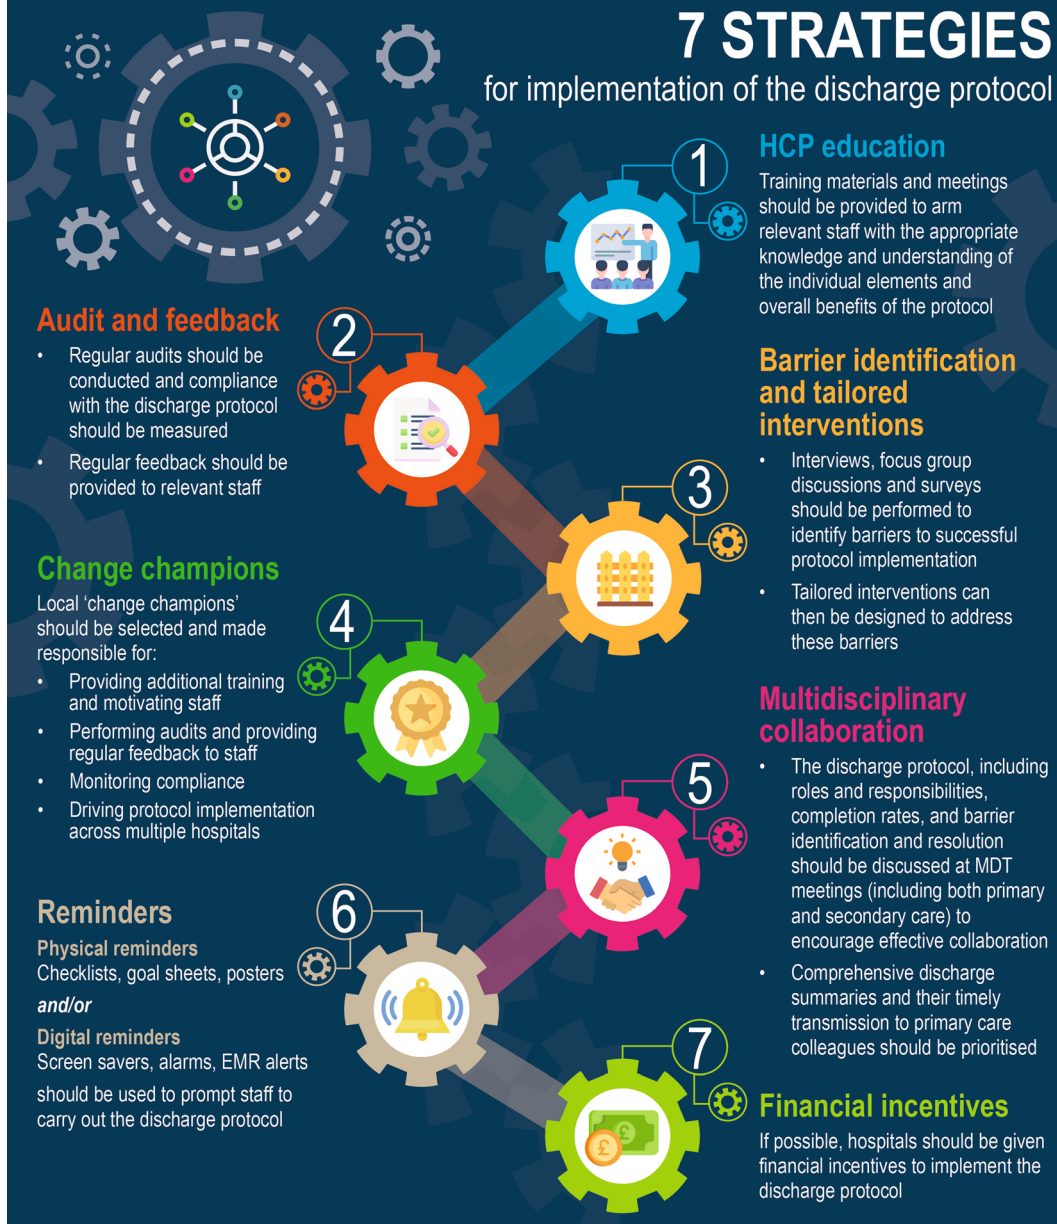 7 STRATEGIES
for implementation of the discharge protocol
1
HCP education
Training materials and meetings
should be provided to arm
relevant staff with the appropriate
knowledge and understanding of
the individual elements and
overall benefits of the protocol
2
Audit and feedback
• Regular audits should be
conducted and compliance
with the discharge protocol
should be measured
• Regular feedback should be
provided to relevant staff
3
Barrier identification
and tailored
interventions
• Interviews, focus group
discussions and surveys
should be performed to
identify barriers to successful
protocol implementation
• Tailored interventions can
then be designed to address
these barriers
4
Change champions
Local ‘change champions’
should be selected and made
responsible for:
• Providing additional training
and motivating staff
• Performing audits and providing
regular feedback to staff
• Monitoring compliance
• Driving protocol implementation
across multiple hospitals
5
Multidisciplinary
collaboration
• The discharge protocol, including
roles and responsibilities,
completion rates, and barrier
identification and resolution
should be discussed at MDT
meetings (including both primary
and secondary care) to
encourage effective collaboration
• Comprehensive discharge
summaries and their timely
transmission to primary care
colleagues should be prioritised
6
Reminders
Physical reminders
Checklists, goal sheets, posters
and/or
Digital reminders
Screen savers, alarms, EMR alerts
should be used to prompt staff to
carry out the discharge protocol
7
£
£
Financial incentives
If possible, hospitals should be given
financial incentives to implement the
discharge protocol